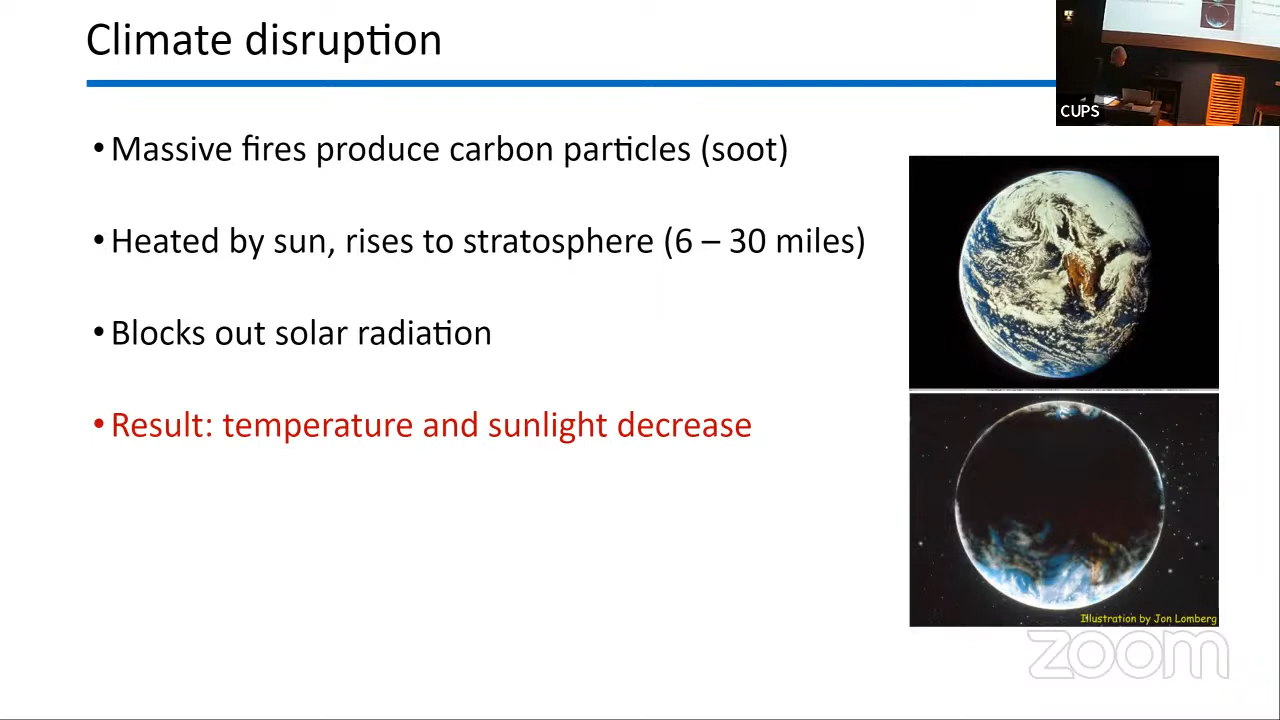 Climate disruption
CUPS
• Massive fires produce carbon particles (soot)
• Heated by sun, rises to stratosphere (6 – 30 miles)
• Blocks out solar radiation
• Result: temperature and sunlight decrease
Illustration by Jon Lomberg
zoom